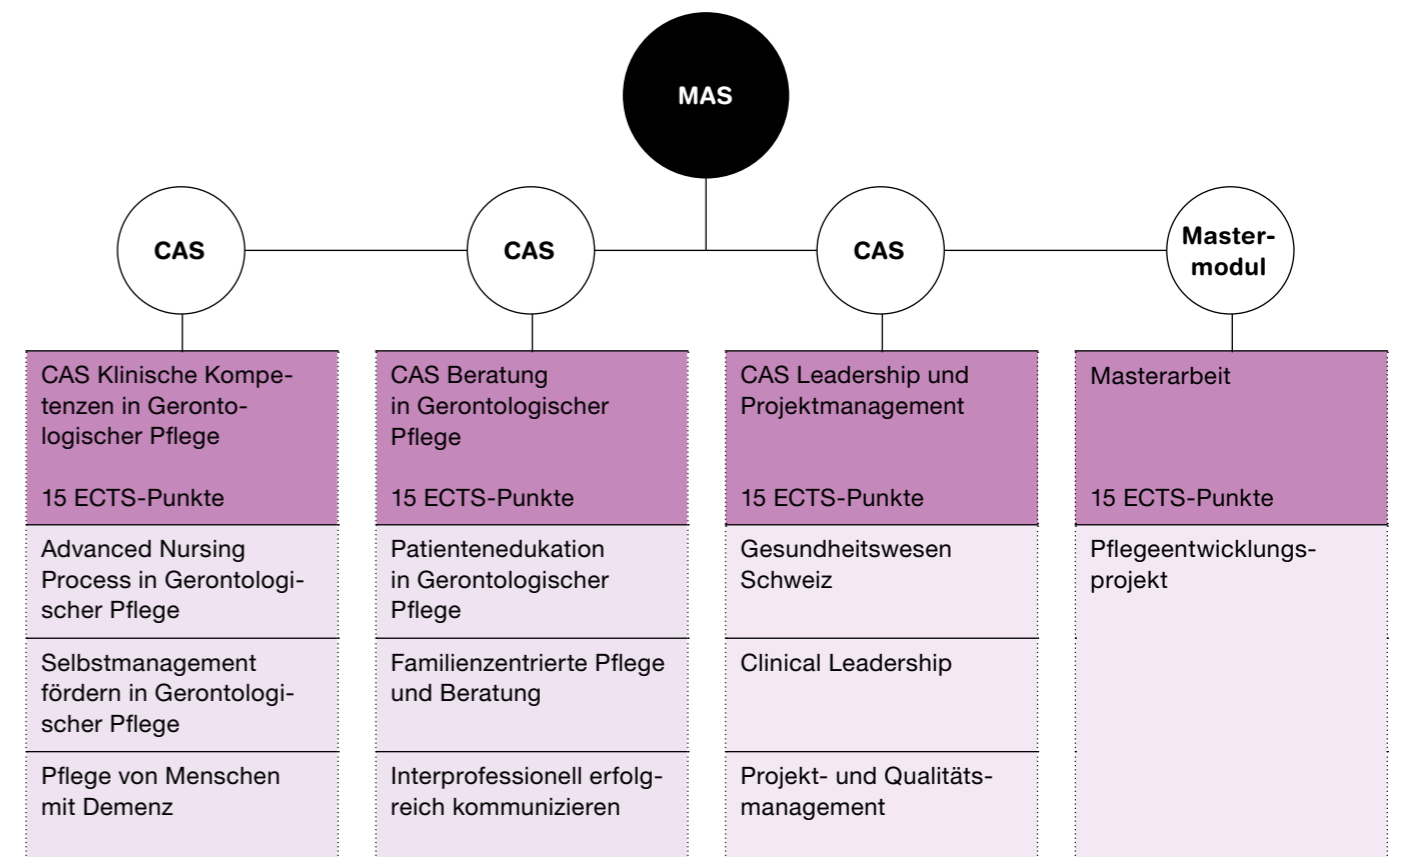 MAS
CAS
CAS
CAS
Master-
modul
CAS Klinische Kompe-
tenzen in Geronto-
logischer Pflege
15 ECTS-Punkte
Advanced Nursing
Process in Gerontologi-
scher Pflege
Selbstmanagement
fördern in Gerontologi-
scher Pflege
Pflege von Menschen
mit Demenz
CAS Beratung
in Gerontologischer
Pflege
15 ECTS-Punkte
Patientenedukation
in Gerontologischer
Pflege
Familienzentrierte Pflege
und Beratung
Interprofessionell erfolg-
reich kommunizieren
CAS Leadership und
Projektmanagement
15 ECTS-Punkte
Gesundheitswesen
Schweiz
Clinical Leadership
Projekt- und Qualitäts-
management
Masterarbeit
15 ECTS-Punkte
Pflegeentwicklungs-
projekt